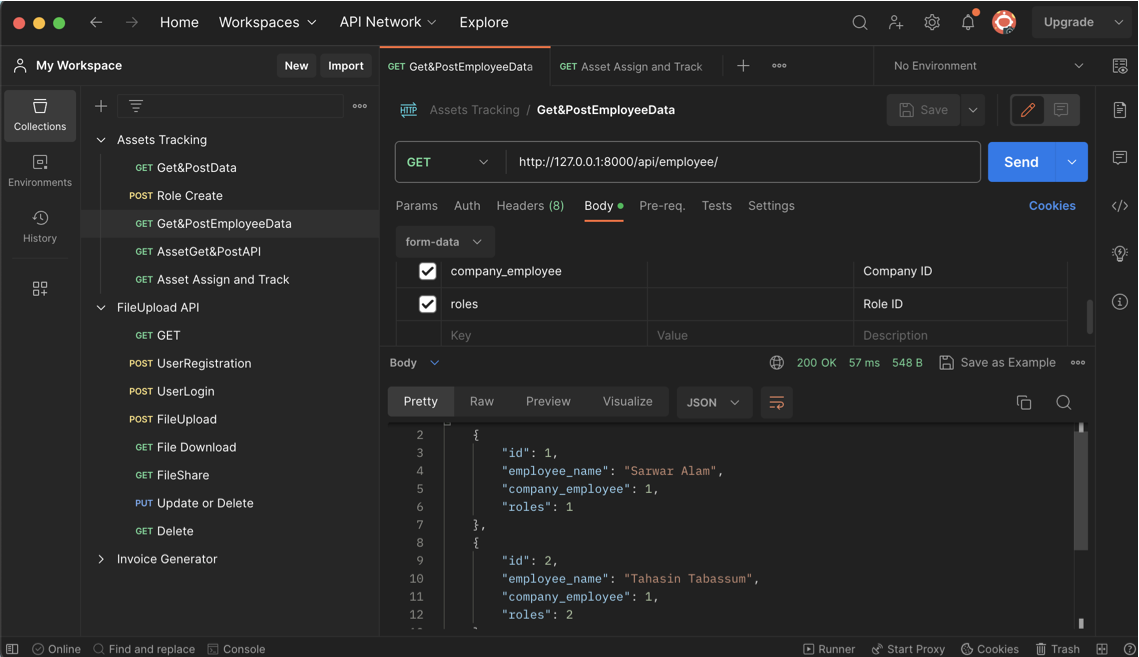 Home Workspaces API Network Explore Upgrade
My Workspace New Import GET Get&PostEmployeeData GET Asset Assign and Track No Environment
Collections
Environments
History
Assets Tracking
GET Get&PostData
POST Role Create
GET Get&PostEmployeeData
GET AssetGet&PostAPI
GET Asset Assign and Track
FileUpload API
GET GET
POST UserRegistration
POST UserLogin
POST FileUpload
GET File Download
GET FileShare
PUT Update or Delete
GET Delete
Invoice Generator
HTTP Assets Tracking / Get&PostEmployeeData Save
GET http://127.0.0.1:8000/api/employee/ Send
Params Auth Headers (8) Body Pre-req. Tests Settings Cookies
form-data
company_employee Company ID
roles Role ID
Key Value Description
Body 200 OK 57 ms 548 B Save as Example
Pretty Raw Preview Visualize JSON
2 {
3 "id": 1,
4 "employee_name": "Sarwar Alam",
5 "company_employee": 1,
6 "roles": 1
7 },
8 {
9 "id": 2,
10 "employee_name": "Tahasin Tabassum",
11 "company_employee": 1,
12 "roles": 2
Online Find and replace Console Runner Start Proxy Cookies Trash